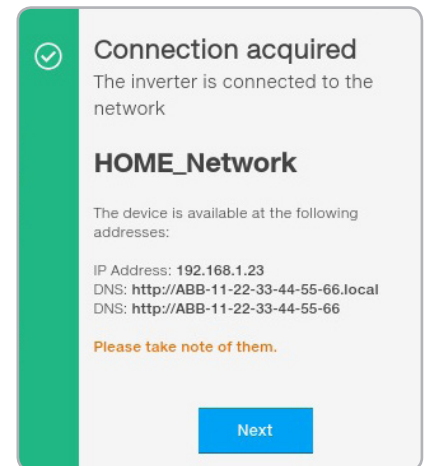 Connection acquired
The inverter is connected to the
network
HOME_Network
The device is available at the following
addresses:
IP Address: 192.168.1.23
DNS: http://ABB-11-22-33-44-55-66.local
DNS: http://ABB-11-22-33-44-55-66
Please take note of them.
Next